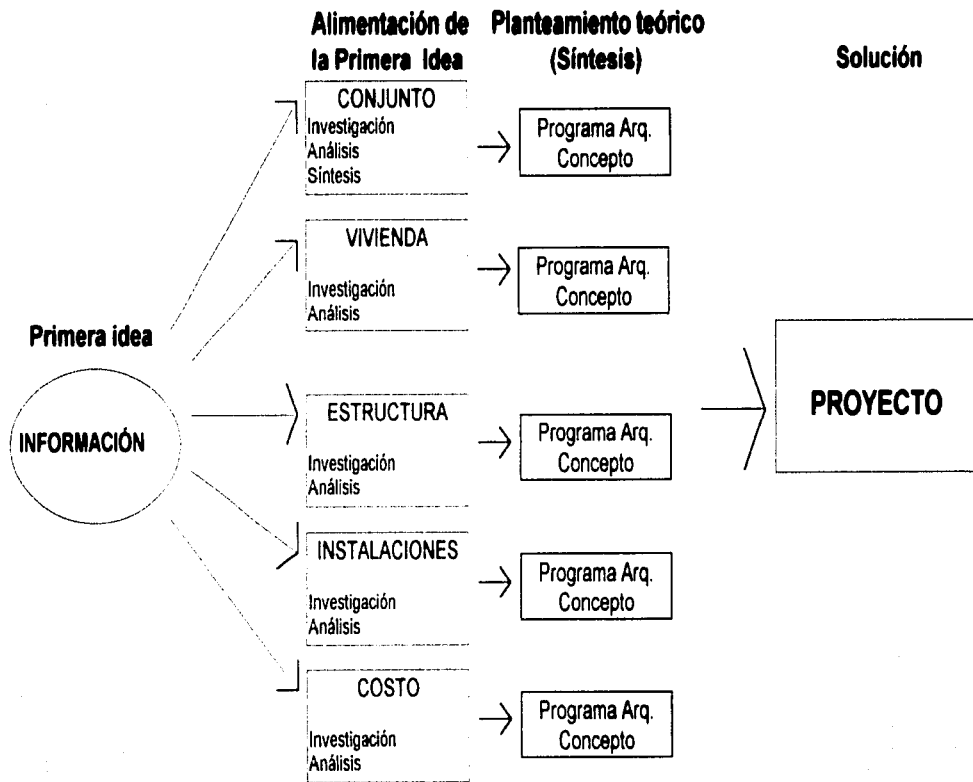 Alimentación de
la Primera Idea
Planteamiento teórico
(Síntesis)
Solución
Primera idea
INFORMACIÓN
CONJUNTO
Investigación
Análisis
Síntesis
Programa Arq.
Concepto
VIVIENDA
Investigación
Análisis
Programa Arq.
Concepto
ESTRUCTURA
Investigación
Análisis
Programa Arq.
Concepto
INSTALACIONES
Investigación
Análisis
Programa Arq.
Concepto
COSTO
Investigación
Análisis
Programa Arq.
Concepto
PROYECTO